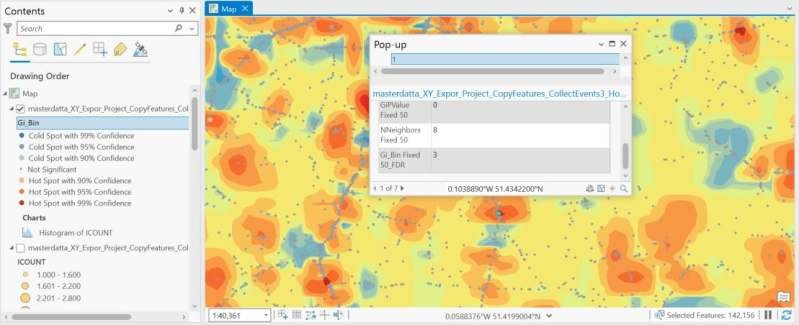 Contents
Search
Drawing Order
Map
masterdatta_XY_Expor_Project_CopyFeatures_Co
Gi_Bin
Cold Spot with 99% Confidence
Cold Spot with 95% Confidence
Cold Spot with 90% Confidence
Not Significant
Hot Spot with 90% Confidence
Hot Spot with 95% Confidence
Hot Spot with 99% Confidence
Charts
Histogram of ICOUNT
masterdatta_XY_Expor_Project_CopyFeatures_Col
ICOUNT
1.000 - 1.600
1.601 - 2.200
2.201 - 2.800
Map
Pop-up
1
masterdatta_XY_Expor_Project_CopyFeatures_CollectEvents3_Ho...
GiPValue 0
Fixed 50
NNeighbors 8
Fixed 50
Gi_Bin Fixed 3
50_FDR
1 of 7
0.1038890°W 51.4342200°N
1:40,361
0.0588376°W 51.4199004°N
Selected Features: 142,156